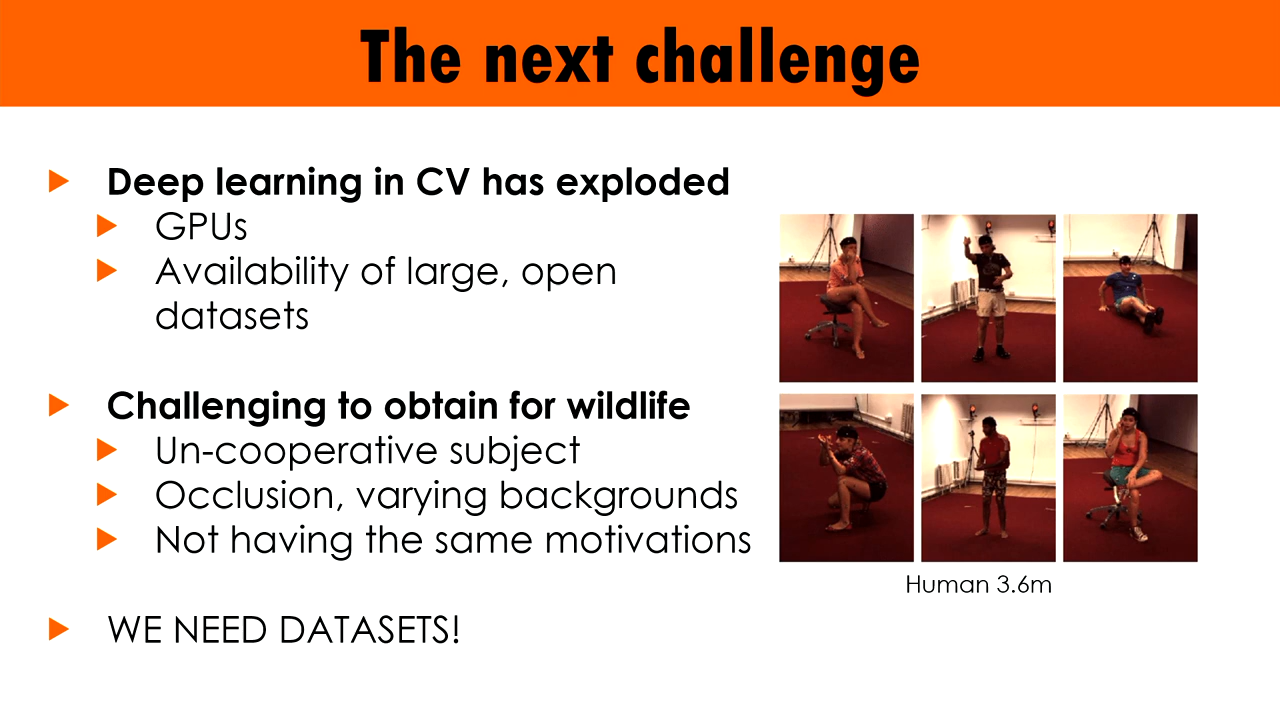 The next challenge
Deep learning in CV has exploded
GPUs
Availability of large, open
datasets
Challenging to obtain for wildlife
Un-cooperative subject
Occlusion, varying backgrounds
Not having the same motivations
WE NEED DATASETS!
Human 3.6m